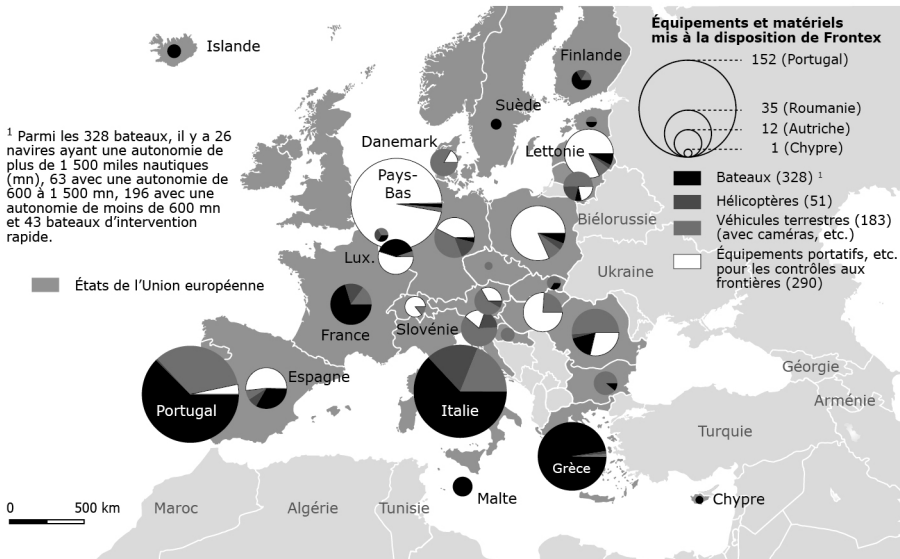 Équipements et matériels
mis à la disposition de Frontex
152 (Portugal)
35 (Roumanie)
12 (Autriche)
1 (Chypre)
Bateaux (328) ¹
Hélicoptères (51)
Véhicules terrestres (183)
(avec caméras, etc.)
Équipements portatifs, etc.
pour les contrôles aux
frontières (290)
¹ Parmi les 328 bateaux, il y a 26
navires ayant une autonomie de
plus de 1 500 miles nautiques
(mn), 63 avec une autonomie de
600 à 1 500 mn, 196 avec une
autonomie de moins de 600 mn
et 43 bateaux d’intervention
rapide.
États de l’Union européenne
Islande
Finlande
Suède
Danemark
Lettonie
Pays-
Bas
Biélorussie
Lux.
Ukraine
France
Slovénie
Espagne
Portugal
Italie
Géorgie
Arménie
Turquie
Grèce
Malte
Chypre
Maroc
Algérie
Tunisie
0 500 km